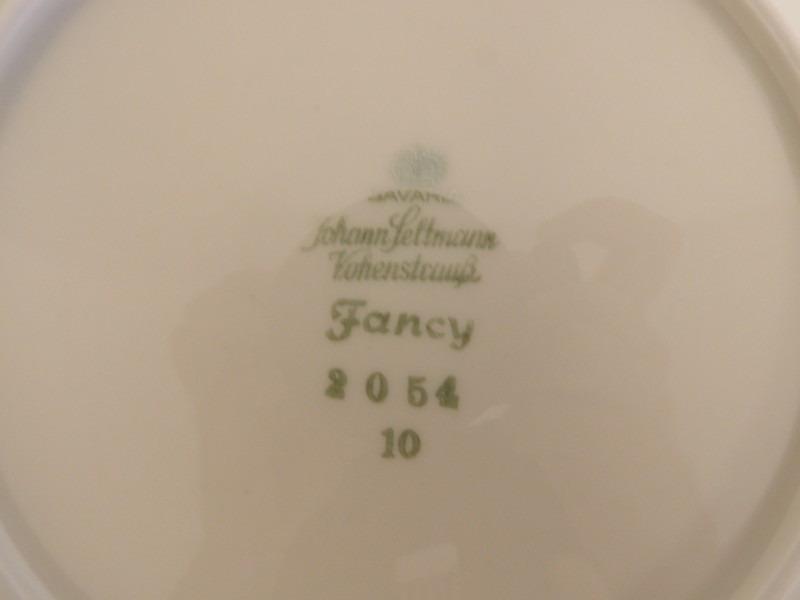 BAVARIA
Johann Seltmann
Vohenstrauß
Fancy
2054
10